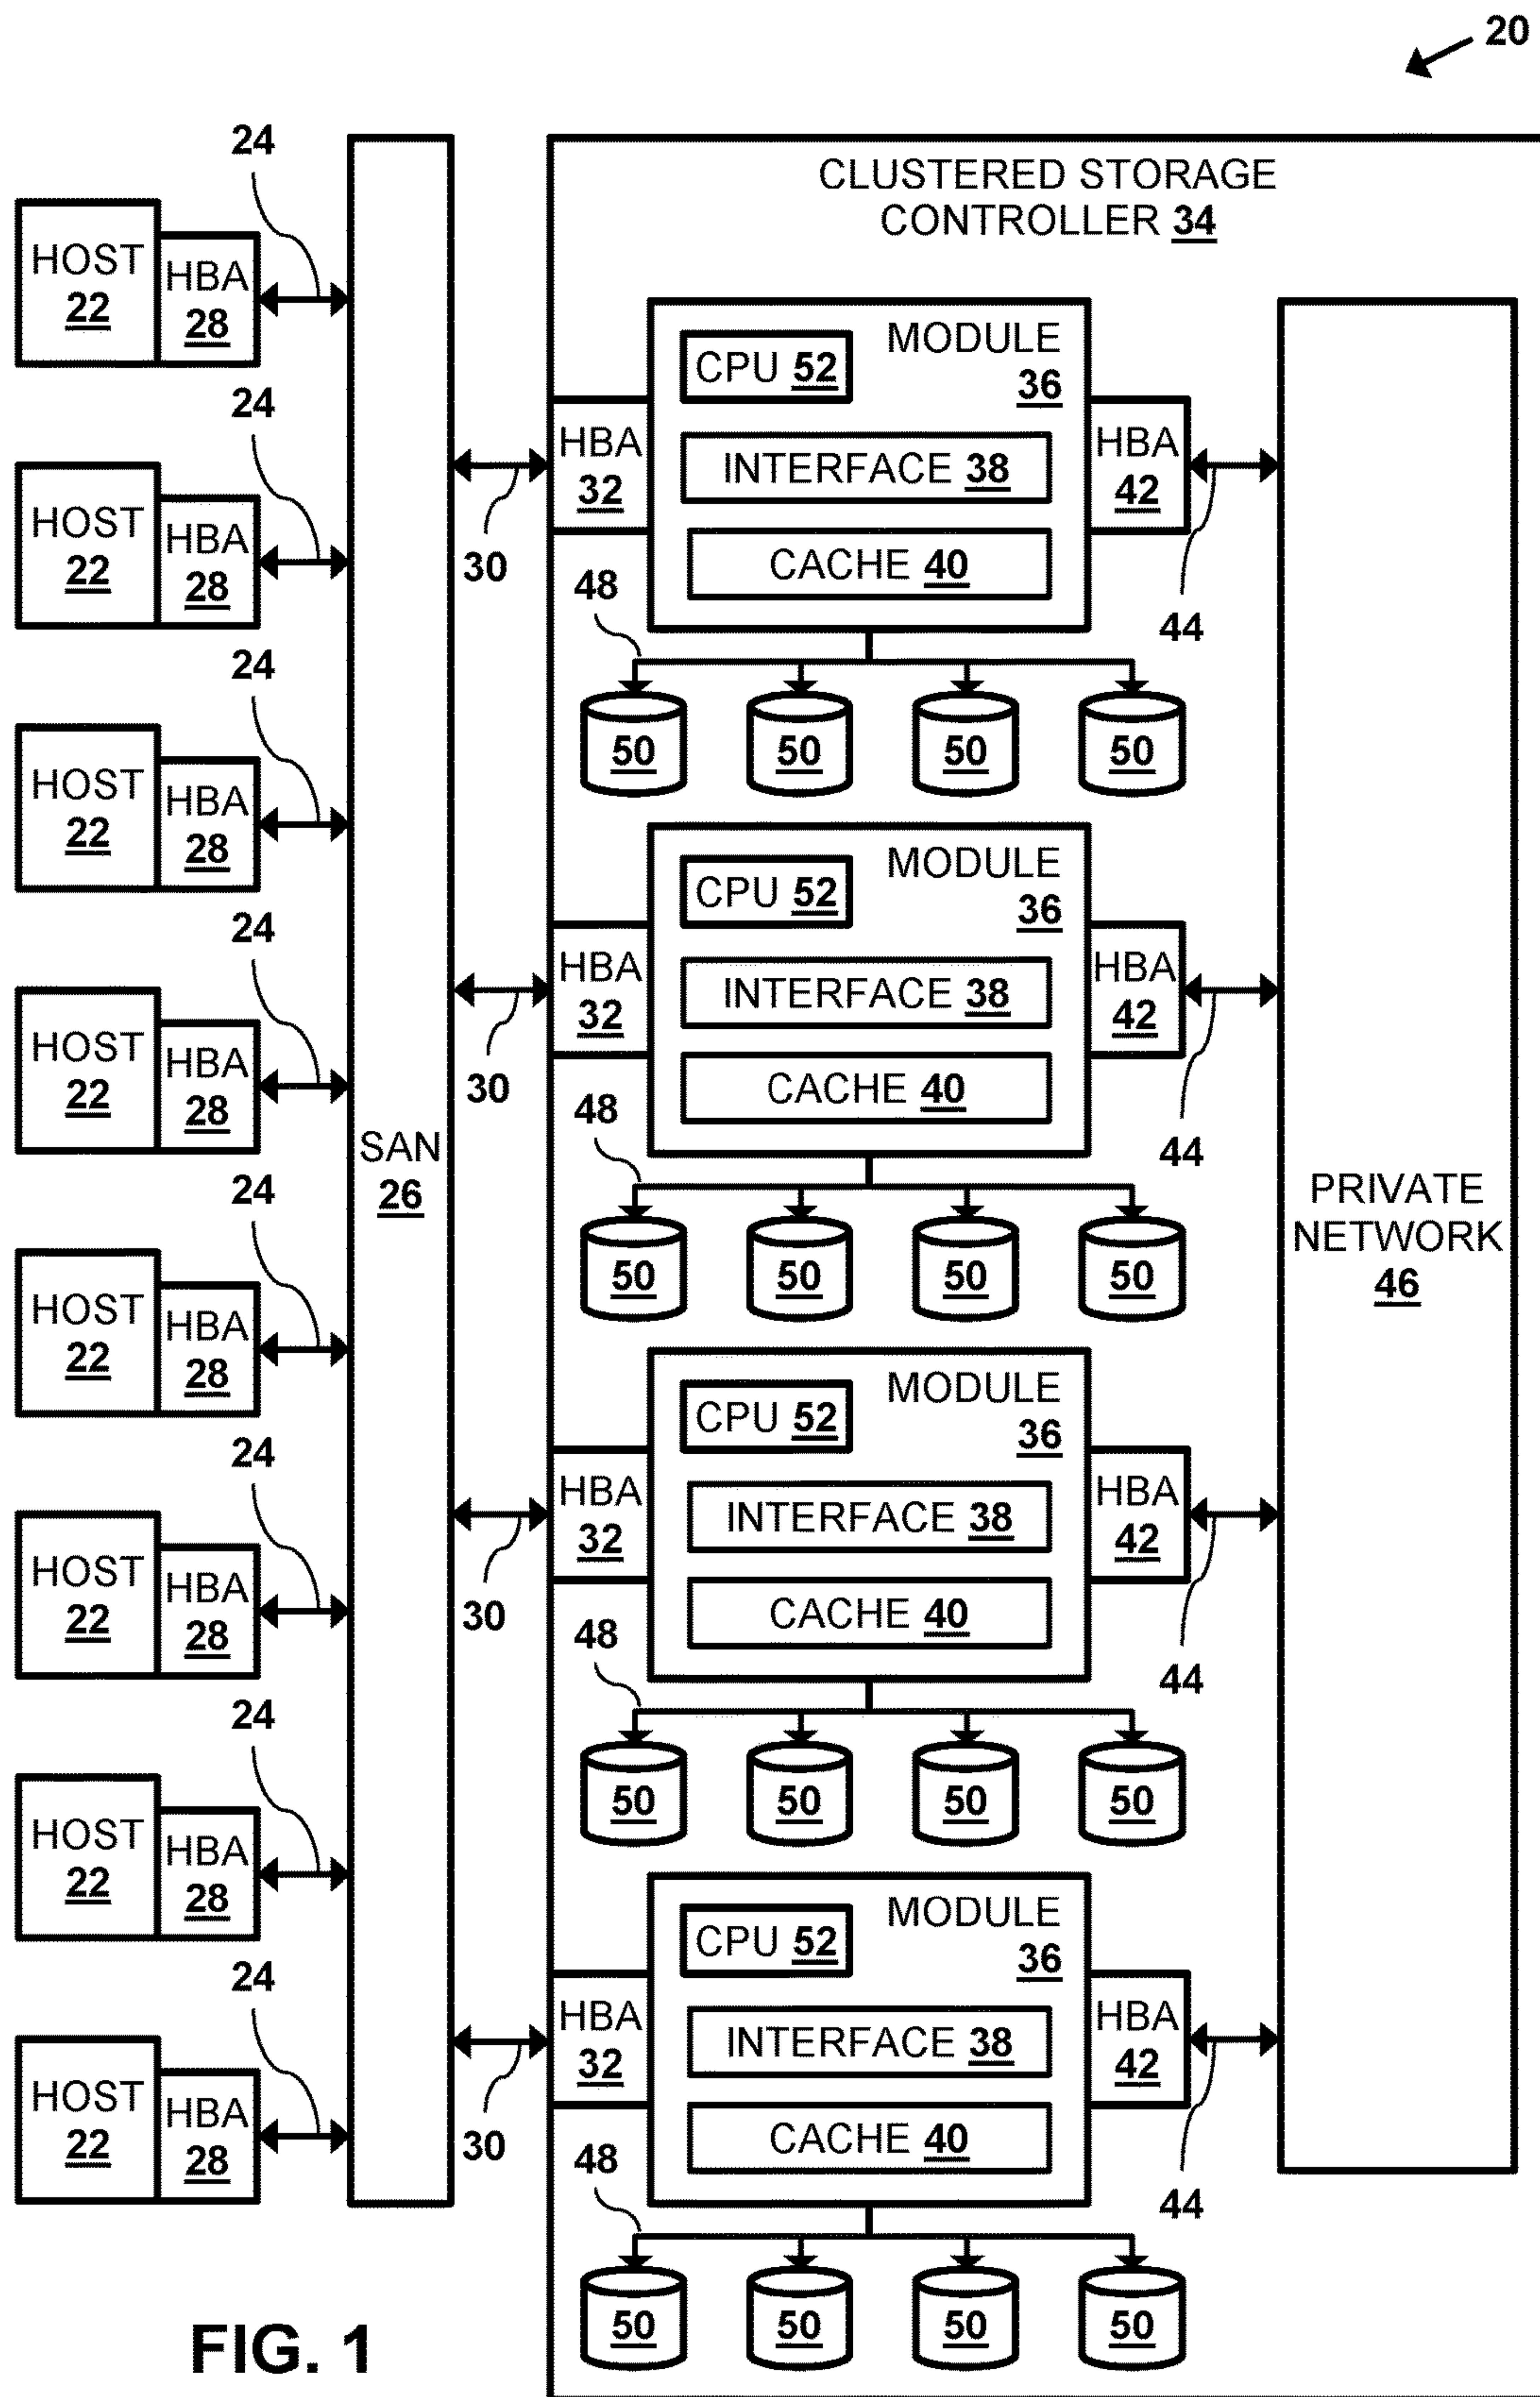 20
CLUSTERED STORAGE
CONTROLLER 34
24
HOST
22
HBA
28
24
HOST
22
HBA
28
24
HOST
22
HBA
28
24
HOST
22
HBA
28
24
HOST
22
HBA
28
24
HOST
22
HBA
28
24
HOST
22
HBA
28
24
HOST
22
HBA
28
SAN
26
30
HBA
32
MODULE
36
CPU 52
INTERFACE 38
CACHE 40
HBA
42
44
48
50 50 50 50
30
HBA
32
MODULE
36
CPU 52
INTERFACE 38
CACHE 40
HBA
42
44
48
50 50 50 50
30
HBA
32
MODULE
36
CPU 52
INTERFACE 38
CACHE 40
HBA
42
44
48
50 50 50 50
30
HBA
32
MODULE
36
CPU 52
INTERFACE 38
CACHE 40
HBA
42
44
48
50 50 50 50
PRIVATE
NETWORK
46
FIG. 1